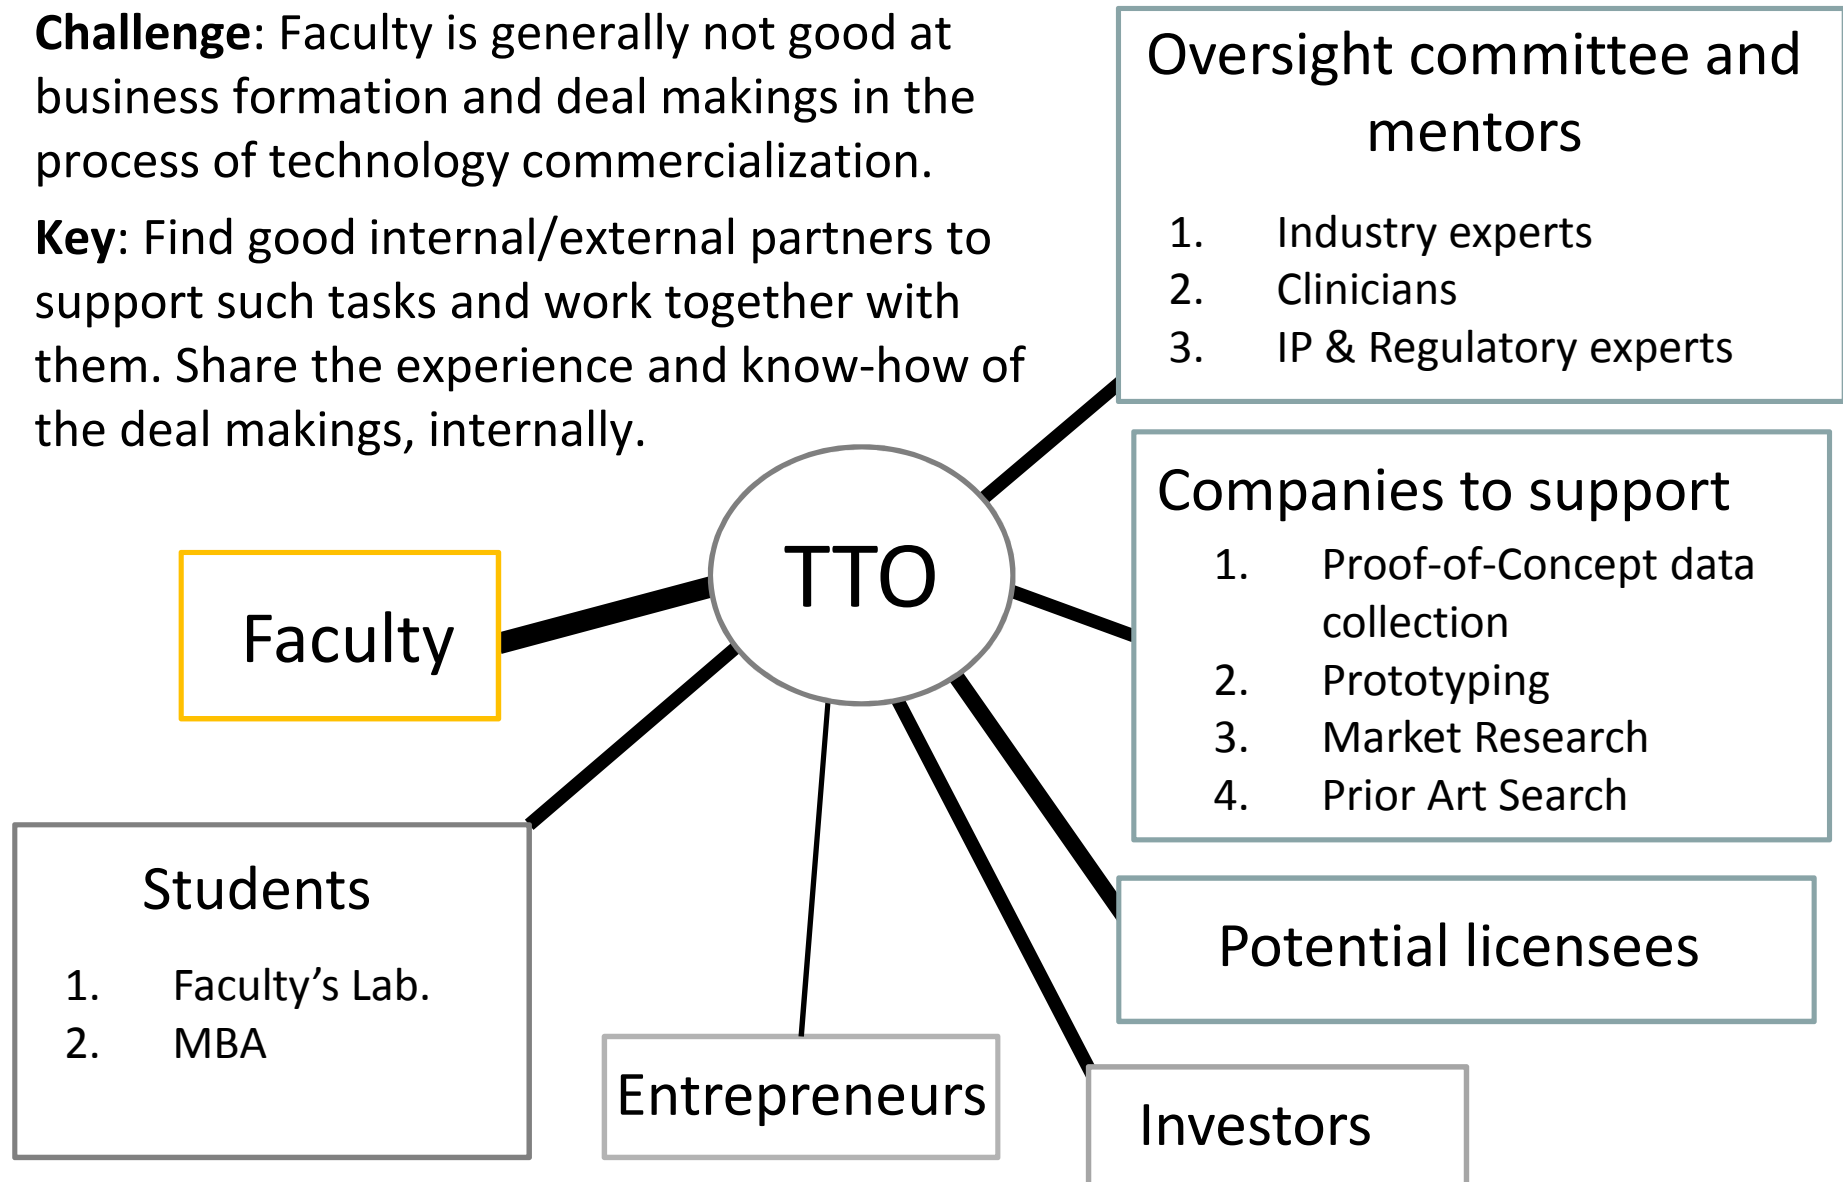 Challenge: Faculty is generally not good at
business formation and deal makings in the
process of technology commercialization.
Key: Find good internal/external partners to
support such tasks and work together with
them. Share the experience and know-how of
the deal makings, internally.
Oversight committee and
mentors
1. Industry experts
2. Clinicians
3. IP & Regulatory experts
TTO
Companies to support
1. Proof-of-Concept data
collection
2. Prototyping
3. Market Research
4. Prior Art Search
Faculty
Students
1. Faculty’s Lab.
2. MBA
Potential licensees
Entrepreneurs
Investors